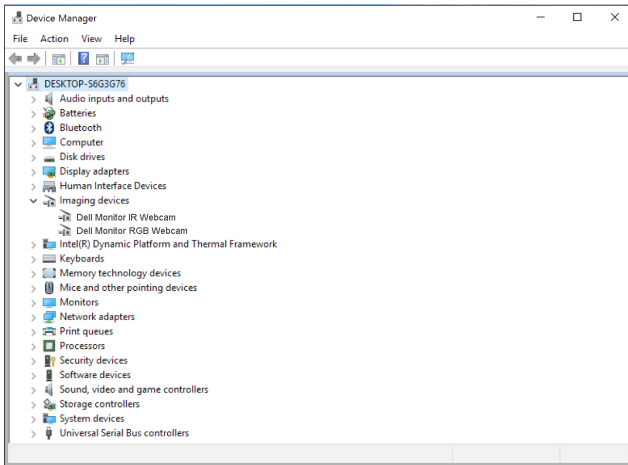 Device Manager
File Action View Help
DESKTOP-S6G3G76
Audio inputs and outputs
Batteries
Bluetooth
Computer
Disk drives
Display adapters
Human Interface Devices
Imaging devices
Dell Monitor IR Webcam
Dell Monitor RGB Webcam
Intel(R) Dynamic Platform and Thermal Framework
Keyboards
Memory technology devices
Mice and other pointing devices
Monitors
Network adapters
Print queues
Processors
Security devices
Software devices
Sound, video and game controllers
Storage controllers
System devices
Universal Serial Bus controllers